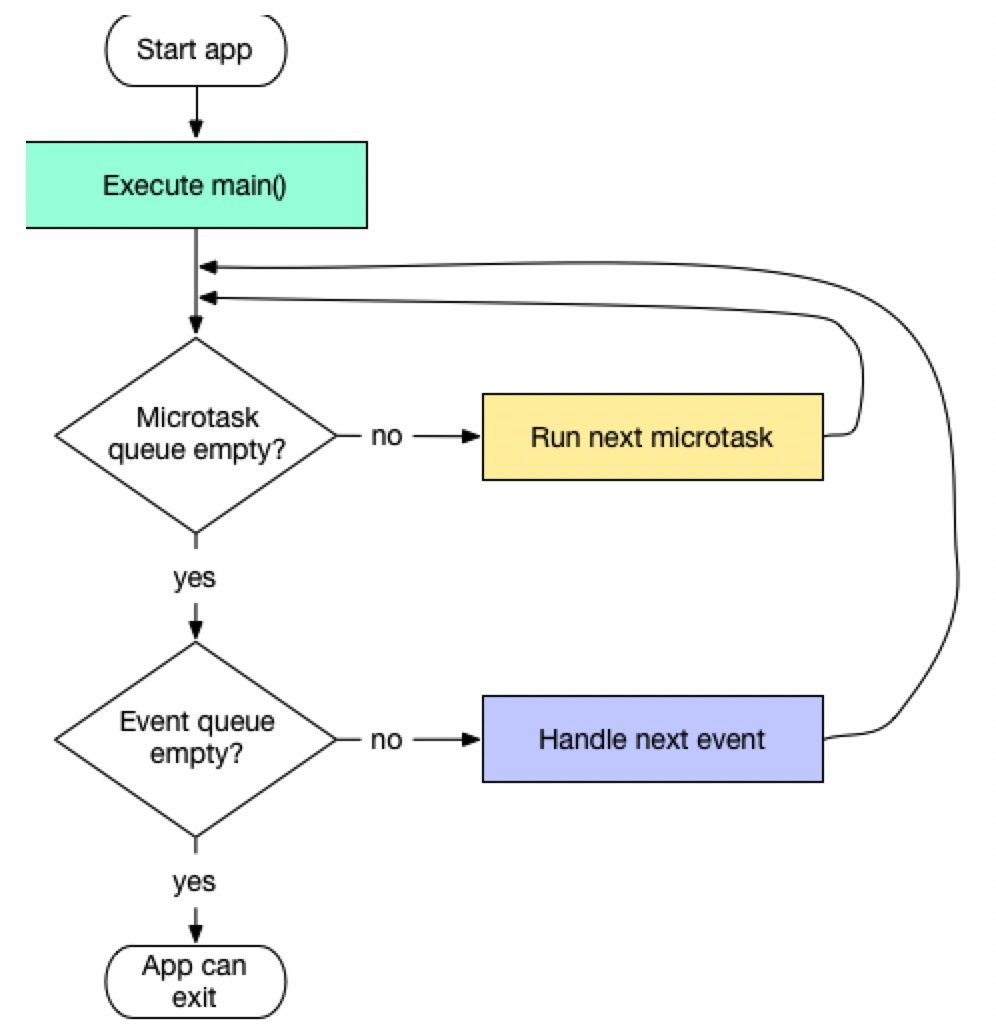 Start app
Execute main()
Microtask
queue empty?
no
Run next microtask
yes
Event queue
empty?
no
Handle next event
yes
App can
exit